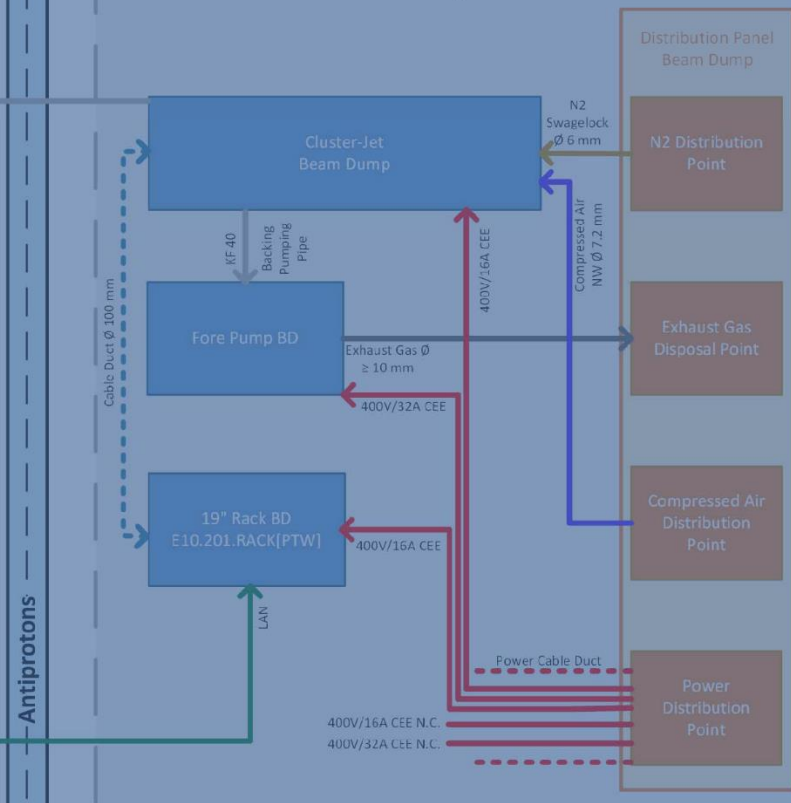 Distribution Panel
Beam Dump
N2
Swagelock
Ø 6 mm
Cluster-Jet
Beam Dump
N2 Distribution
Point
Compressed Air
NW Ø 7.2 mm
400V/16A CEE
KF 40
Backing
Pumping
Pipe
Cable Duct Ø 100 mm
Fore Pump BD
Exhaust Gas Ø
≥ 10 mm
Exhaust Gas
Disposal Point
400V/32A CEE
19" Rack BD
E10.201.RACK[PTW]
400V/16A CEE
Compressed Air
Distribution
Point
LAN
Antiprotons
Power Cable Duct
Power
Distribution
Point
400V/16A CEE N.C.
400V/32A CEE N.C.